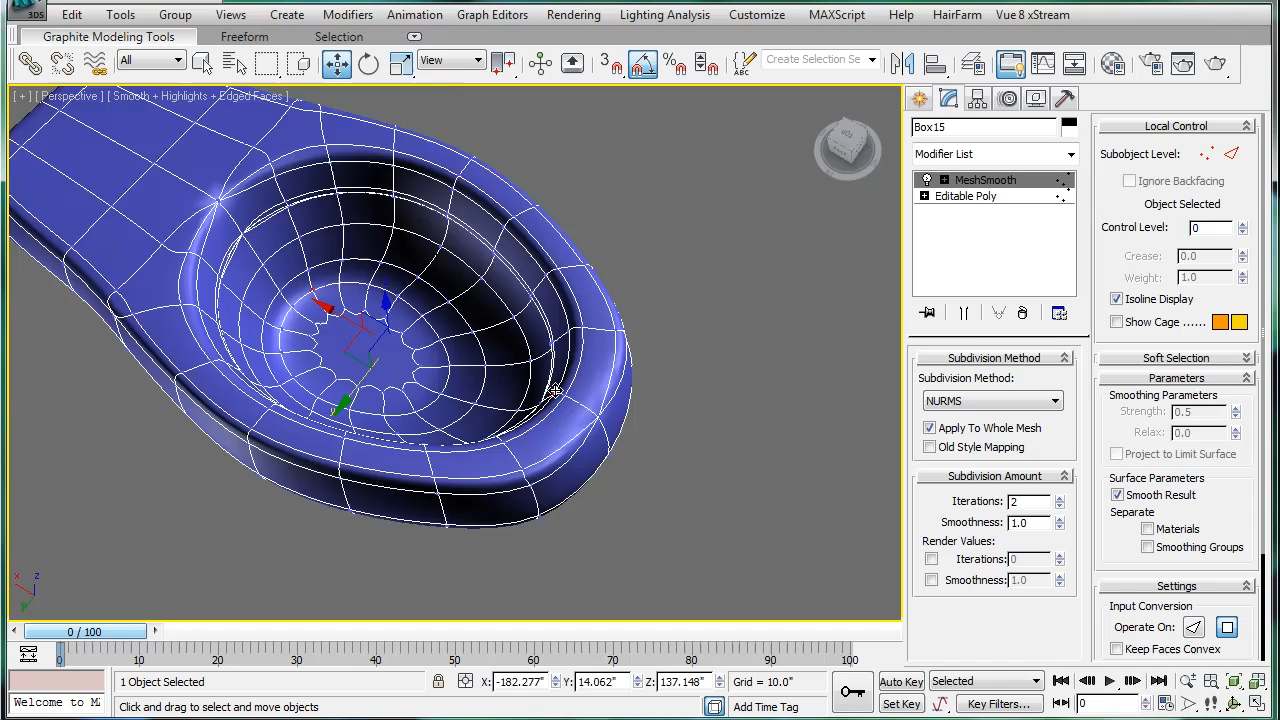 3DS Edit Tools Group Views Create Modifiers Animation Graph Editors Rendering Lighting Analysis Customize MAXScript Help HairFarm Vue 8 xStream
Graphite Modeling Tools Freeform Selection
All View 3 ABC Create Selection Se
[ + ] [ Perspective ] [ Smooth + Highlights + Edged Faces ]
TOP
Box15
Modifier List
MeshSmooth
Editable Poly
Subdivision Method
Subdivision Method:
NURMS
Apply To Whole Mesh
Old Style Mapping
Subdivision Amount
Iterations: 2
Smoothness: 1.0
Render Values:
Iterations: 0
Smoothness: 1.0
Local Control
Subobject Level:
Ignore Backfacing
Object Selected
Control Level: 0
Crease: 0.0
Weight: 1.0
Isoline Display
Show Cage ......
Soft Selection
Parameters
Smoothing Parameters
Strength: 0.5
Relax: 0.0
Project to Limit Surface
Surface Parameters
Smooth Result
Separate
Materials
Smoothing Groups
Settings
Input Conversion
Operate On:
Keep Faces Convex
x z y
0 / 100
0 10 20 30 40 50 60 70 80 90 100
1 Object Selected X: -182.277" Y: 14.062" Z: 137.148" Grid = 10.0" Auto Key Selected
Welcome to M Click and drag to select and move objects Add Time Tag Set Key Key Filters... 0